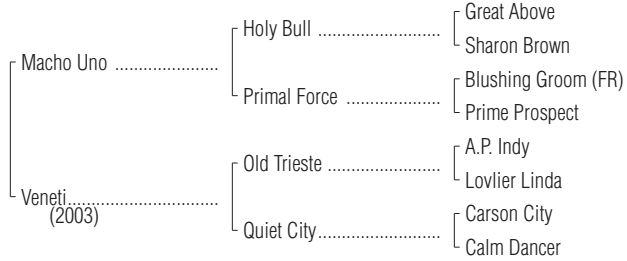 Great Above
Holy Bull ........................
Sharon Brown
Macho Uno ....................
Blushing Groom (FR)
Primal Force ..................
Prime Prospect
A.P. Indy
Old Trieste ......................
Lovlier Linda
Veneti.............................
(2003)
Carson City
Quiet City........................
Calm Dancer